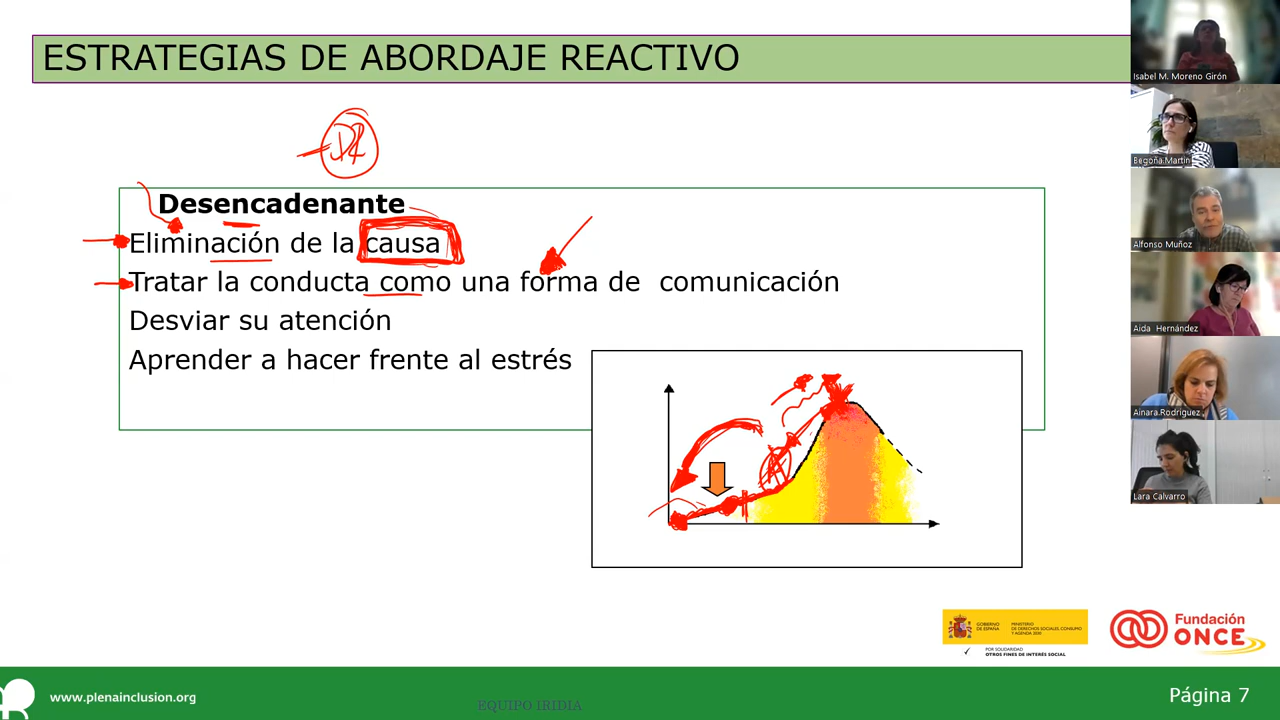 ESTRATEGIAS DE ABORDAJE REACTIVO
Desencadenante
Eliminación de la causa
Tratar la conducta como una forma de comunicación
Desviar su atención
Aprender a hacer frente al estrés
Isabel M. Moreno Girón
Begoña Martin
Alfonso Muñoz
Aida Hernández
Ainara Rodriguez
Lara Calvarro
GOBIERNO
DE ESPAÑA
MINISTERIO
DE DERECHOS SOCIALES, CONSUMO
Y AGENDA 2030
POR SOLIDARIDAD
OTROS FINES DE INTERÉS SOCIAL
Fundación
ONCE
www.plenainclusion.org
EQUIPO IRIDIA
Página 7